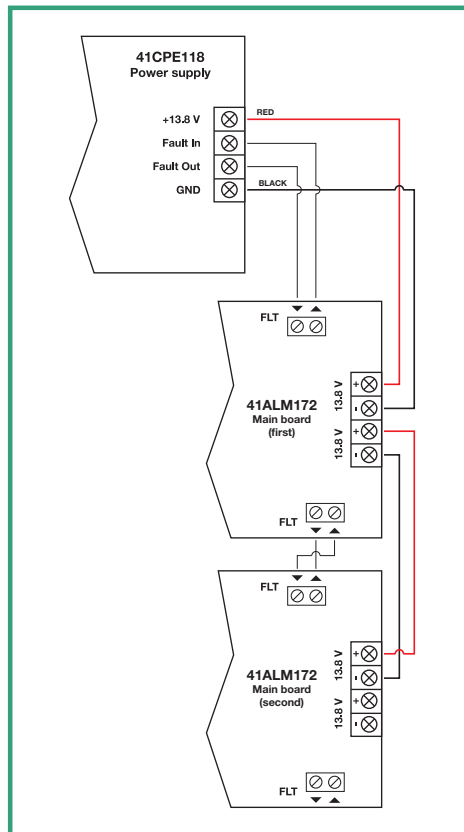 41CPE118
Power supply
+13.8 V
RED
Fault In
Fault Out
GND
BLACK
FLT
41ALM172
Main board
(first)
13.8 V
+
-
13.8 V
+
-
FLT
FLT
41ALM172
Main board
(second)
13.8 V
+
-
13.8 V
+
-
FLT